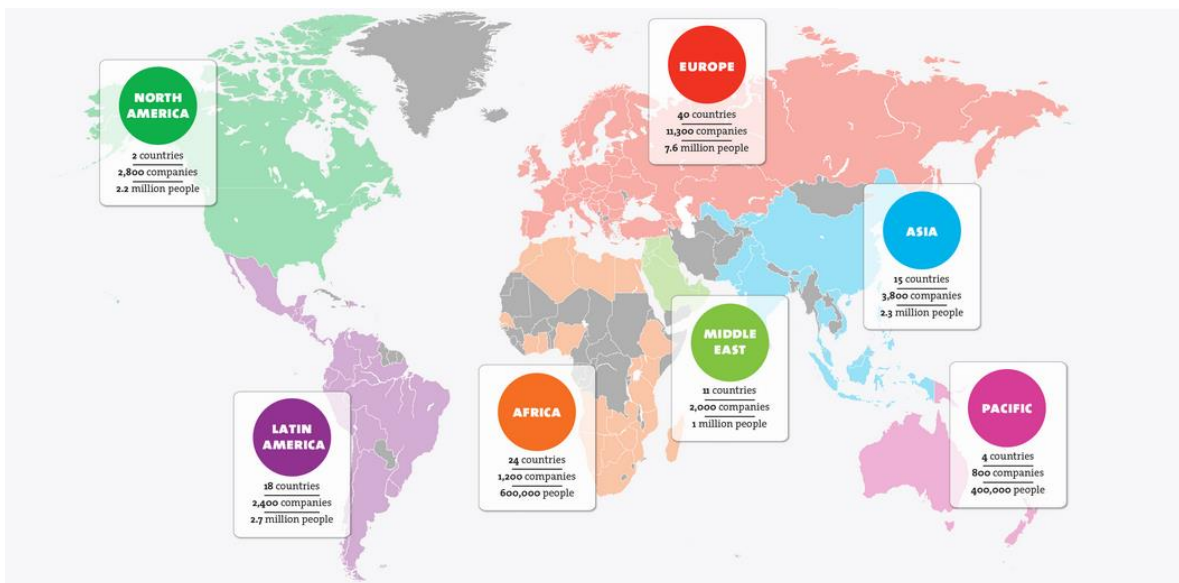 NORTH
AMERICA
2 countries
2,800 companies
2.2 million people
EUROPE
40 countries
11,300 companies
7.6 million people
ASIA
15 countries
3,800 companies
2.3 million people
MIDDLE
EAST
11 countries
2,000 companies
1 million people
LATIN
AMERICA
18 countries
2,400 companies
2.7 million people
AFRICA
24 countries
1,200 companies
600,000 people
PACIFIC
4 countries
800 companies
400,000 people